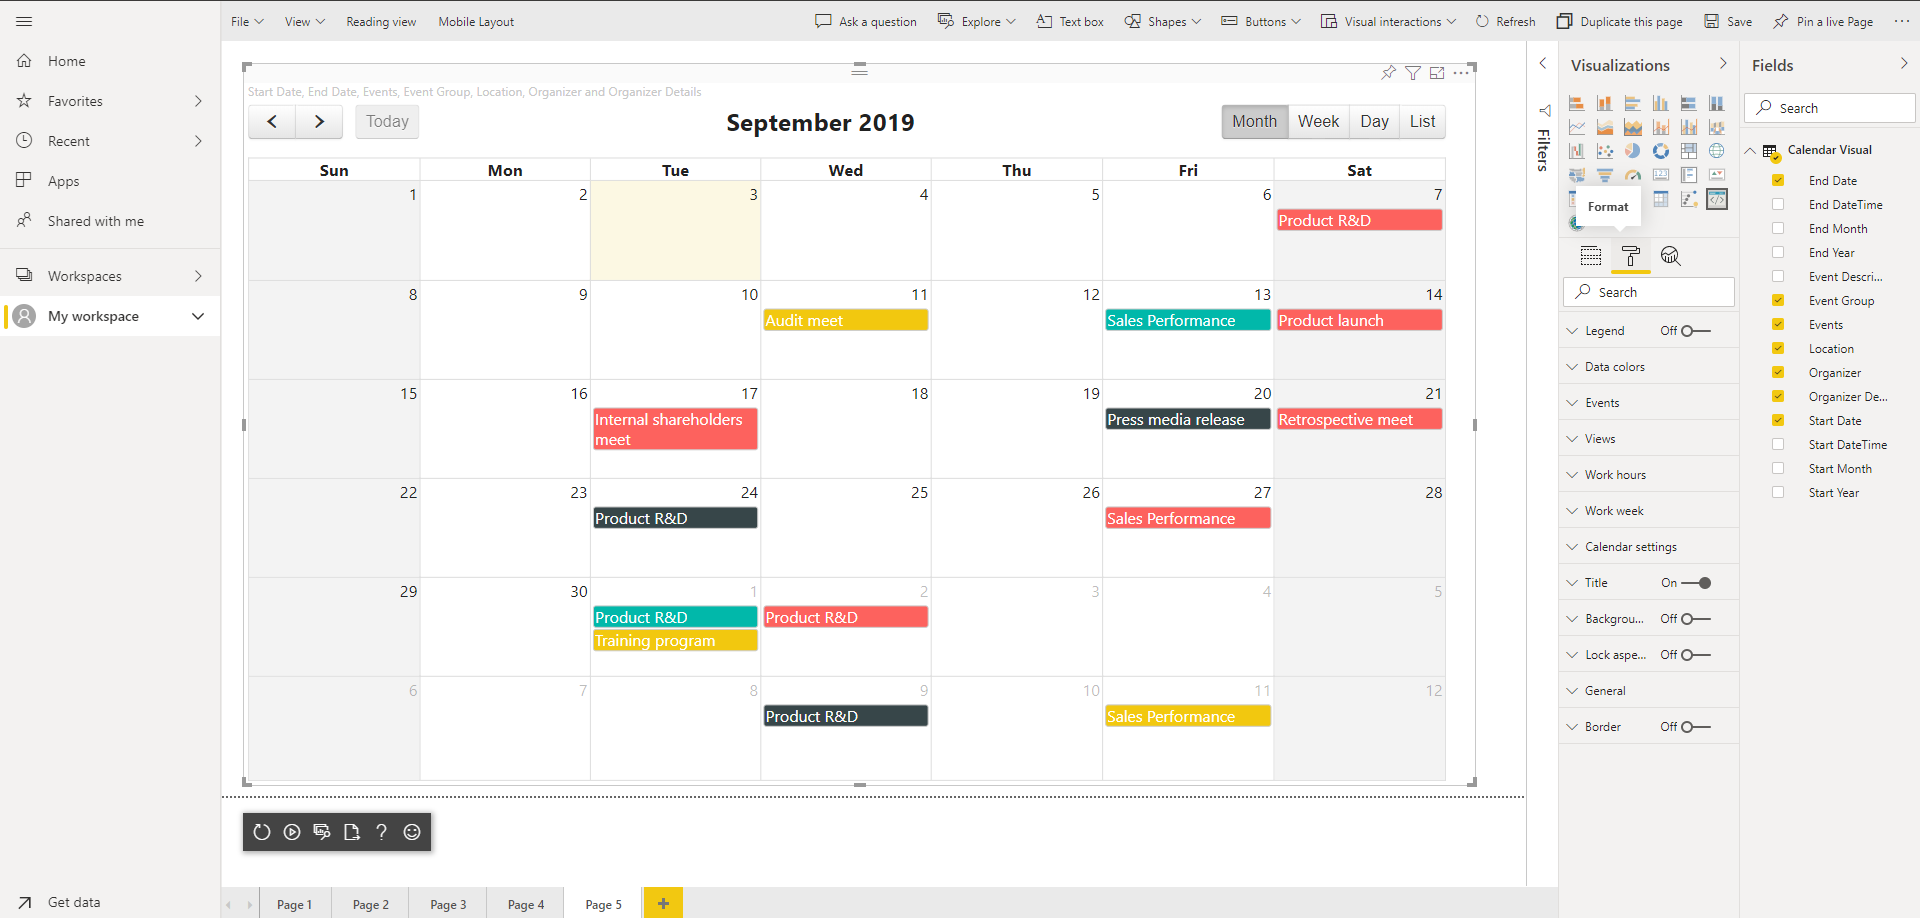 File View Reading view Mobile Layout Ask a question Explore Text box Shapes Buttons Visual interactions Refresh Duplicate this page Save Pin a live Page
Home
Favorites
Recent
Apps
Shared with me
Workspaces
My workspace
Get data
Start Date, End Date, Events, Event Group, Location, Organizer and Organizer Details
Today September 2019 Month Week Day List
Sun Mon Tue Wed Thu Fri Sat
1 2 3 4 5 6 7
Product R&D
8 9 10 11 12 13 14
Audit meet Sales Performance Product launch
15 16 17 18 19 20 21
Internal shareholders Press media release Retrospective meet
meet
22 23 24 25 26 27 28
Product R&D Sales Performance
29 30 1 2 3 4 5
Product R&D Product R&D
Training program
6 7 8 9 10 11 12
Product R&D Sales Performance
Page 1 Page 2 Page 3 Page 4 Page 5 +
Filters
Visualizations
Format
Search
Legend Off
Data colors
Events
Views
Work hours
Work week
Calendar settings
Title On
Backgrou... Off
Lock aspe... Off
General
Border Off
Fields
Search
Calendar Visual
End Date
End DateTime
End Month
End Year
Event Descri...
Event Group
Events
Location
Organizer
Organizer De...
Start Date
Start DateTime
Start Month
Start Year